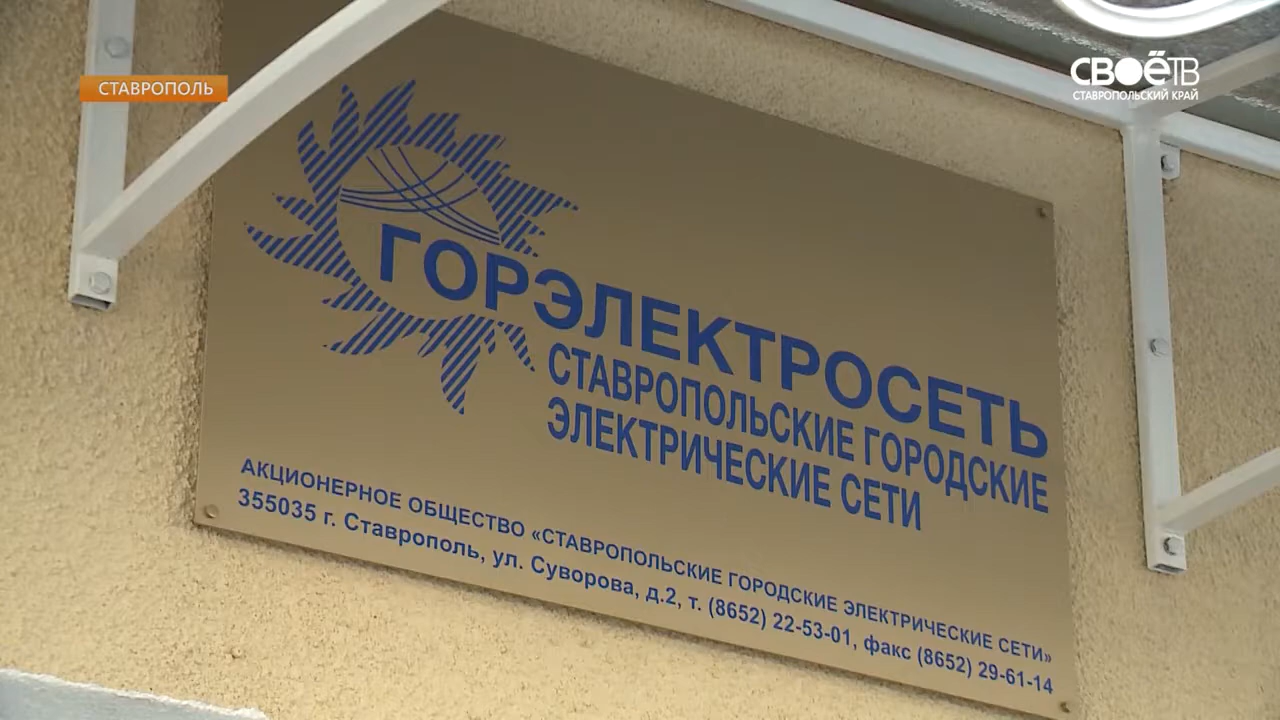 СТАВРОПОЛЬ
СВОЁТВ
СТАВРОПОЛЬСКИЙ КРАЙ
ГОРЭЛЕКТРОСЕТЬ
СТАВРОПОЛЬСКИЕ ГОРОДСКИЕ
ЭЛЕКТРИЧЕСКИЕ СЕТИ
АКЦИОНЕРНОЕ ОБЩЕСТВО «СТАВРОПОЛЬСКИЕ ГОРОДСКИЕ ЭЛЕКТРИЧЕСКИЕ СЕТИ»
355035 г. Ставрополь, ул. Суворова, д.2, т. (8652) 22-53-01, факс (8652) 29-61-14